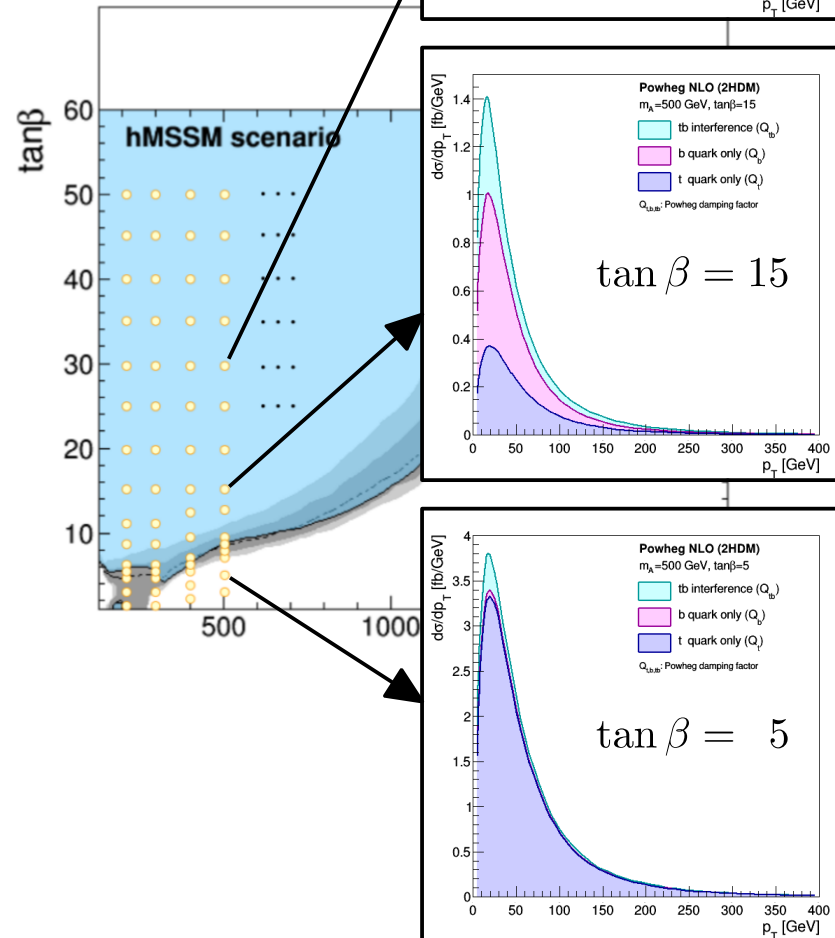 p_T [GeV]
tanβ
hMSSM scenario
60
50
40
30
20
10
500
1000
dσ/dp_T [fb/GeV]
Powheg NLO (2HDM)
m_A=500 GeV, tanβ=15
tb interference (Q_tb)
b quark only (Q_b)
t quark only (Q_t)
Q_t,b,tb: Powheg damping factor
tan β = 15
1.4
1.2
1
0.8
0.6
0.4
0.2
0
0 50 100 150 200 250 300 350 400
p_T [GeV]
dσ/dp_T [fb/GeV]
Powheg NLO (2HDM)
m_A=500 GeV, tanβ=5
tb interference (Q_tb)
b quark only (Q_b)
t quark only (Q_t)
Q_t,b,tb: Powheg damping factor
tan β = 5
4
3.5
3
2.5
2
1.5
1
0.5
0
0 50 100 150 200 250 300 350 400
p_T [GeV]